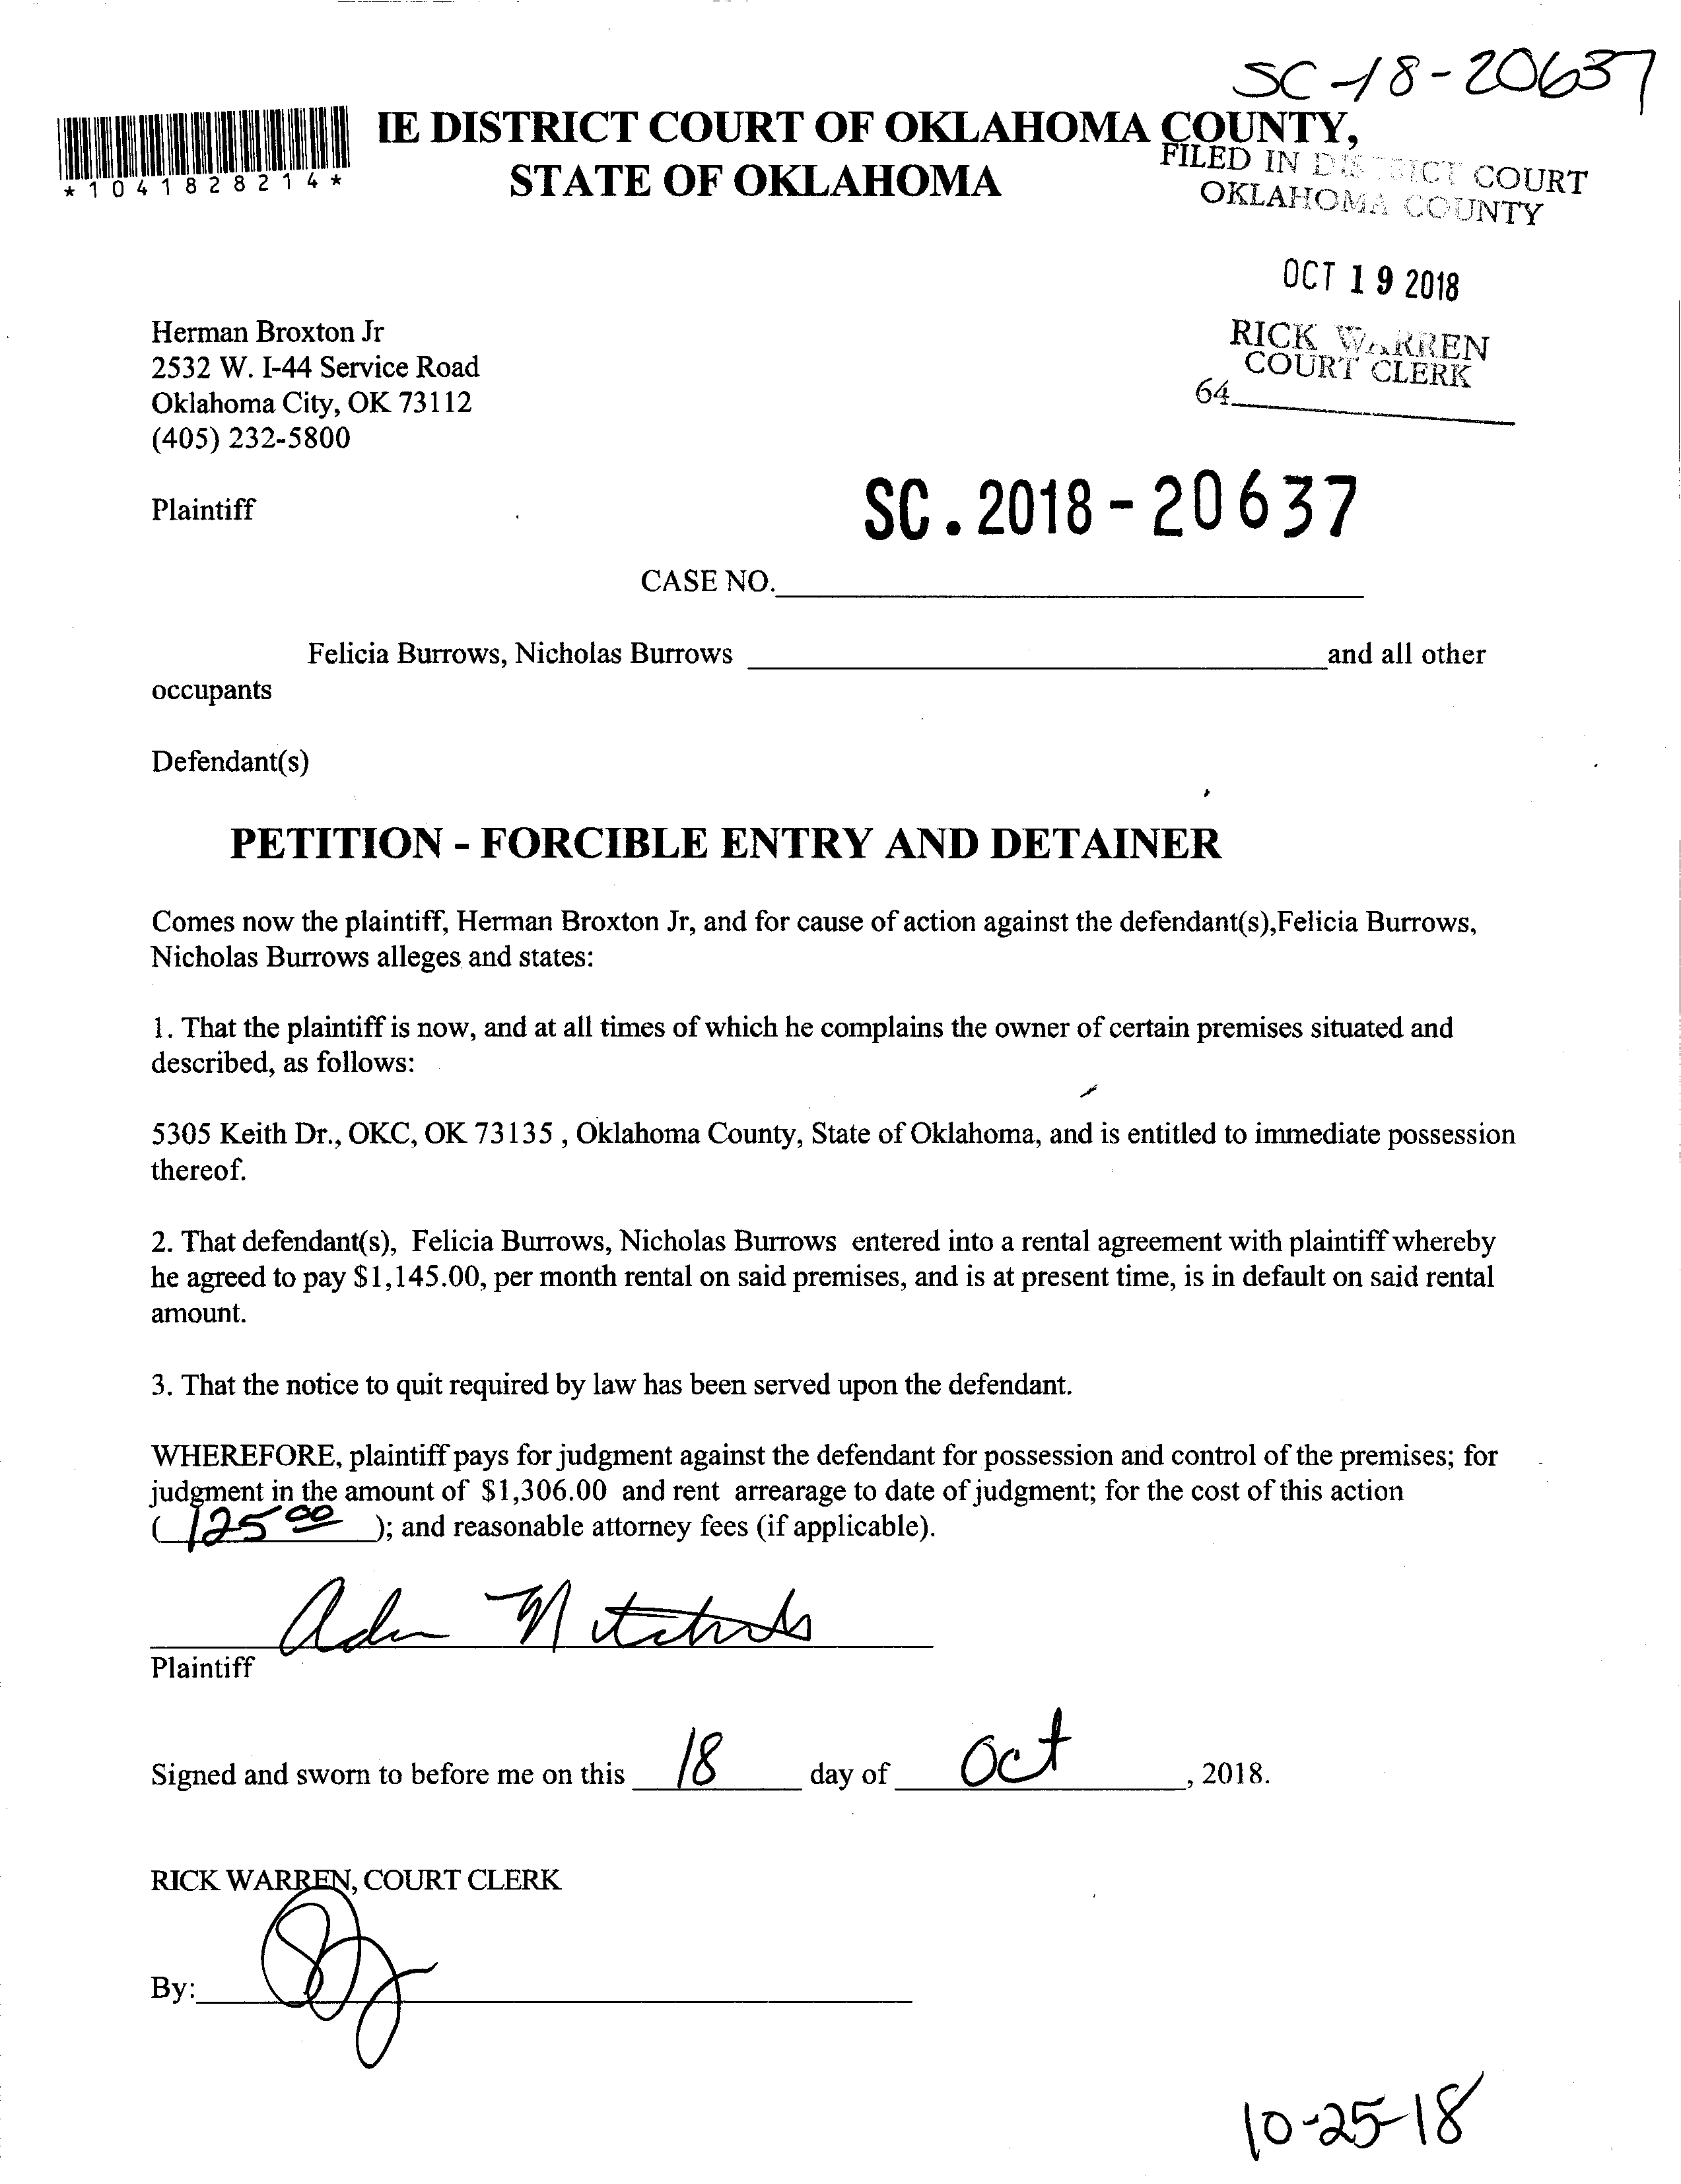 SC-18-20637
IE DISTRICT COURT OF OKLAHOMA COUNTY,
STATE OF OKLAHOMA
*1041828214*
FILED IN DISTRICT COURT
OKLAHOMA COUNTY
OCT 19 2018
RICK WARREN
COURT CLERK
64
Herman Broxton Jr
2532 W. I-44 Service Road
Oklahoma City, OK 73112
(405) 232-5800
Plaintiff
SC.2018-20637
CASE NO.
Felicia Burrows, Nicholas Burrows and all other
occupants
Defendant(s)
PETITION - FORCIBLE ENTRY AND DETAINER
Comes now the plaintiff, Herman Broxton Jr, and for cause of action against the defendant(s),Felicia Burrows,
Nicholas Burrows alleges and states:
1. That the plaintiff is now, and at all times of which he complains the owner of certain premises situated and
described, as follows:
5305 Keith Dr., OKC, OK 73135 , Oklahoma County, State of Oklahoma, and is entitled to immediate possession
thereof.
2. That defendant(s), Felicia Burrows, Nicholas Burrows entered into a rental agreement with plaintiff whereby
he agreed to pay $1,145.00, per month rental on said premises, and is at present time, is in default on said rental
amount.
3. That the notice to quit required by law has been served upon the defendant.
WHEREFORE, plaintiff pays for judgment against the defendant for possession and control of the premises; for
judgment in the amount of $1,306.00 and rent arrearage to date of judgment; for the cost of this action
( 125 00 ); and reasonable attorney fees (if applicable).
Plaintiff
Signed and sworn to before me on this 18 day of Oct , 2018.
RICK WARREN, COURT CLERK
By:
10-25-18